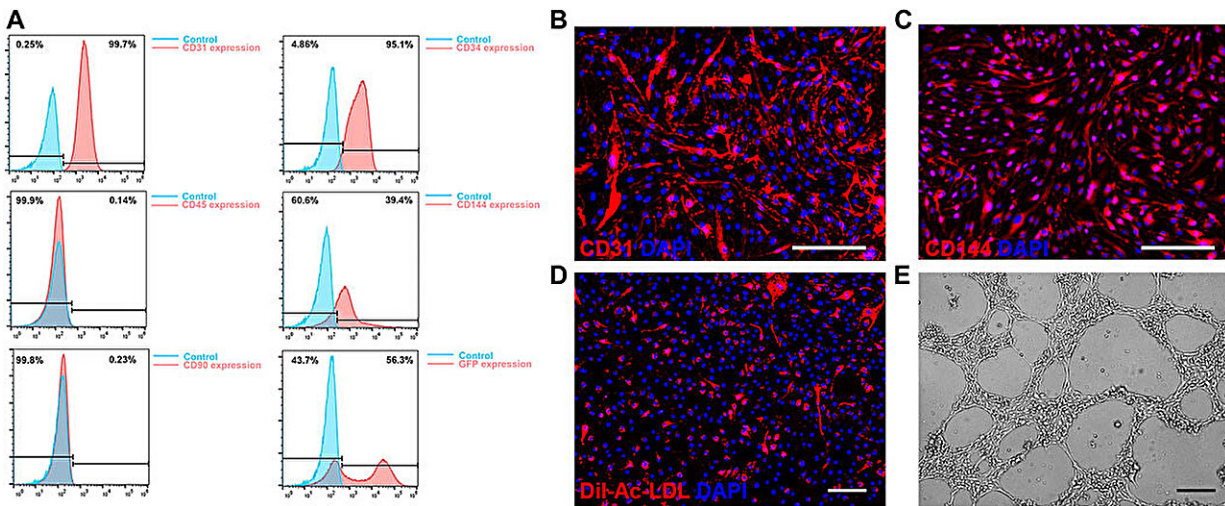 A
0.25%
99.7%
Control
CD31 expression
4.86%
95.1%
Control
CD34 expression
99.9%
0.14%
Control
CD45 expression
60.6%
39.4%
Control
CD144 expression
99.8%
0.23%
Control
CD90 expression
43.7%
56.3%
Control
GFP expression
B
CD31 DAPI
C
CD144 DAPI
D
Dil-Ac-LDL DAPI
E